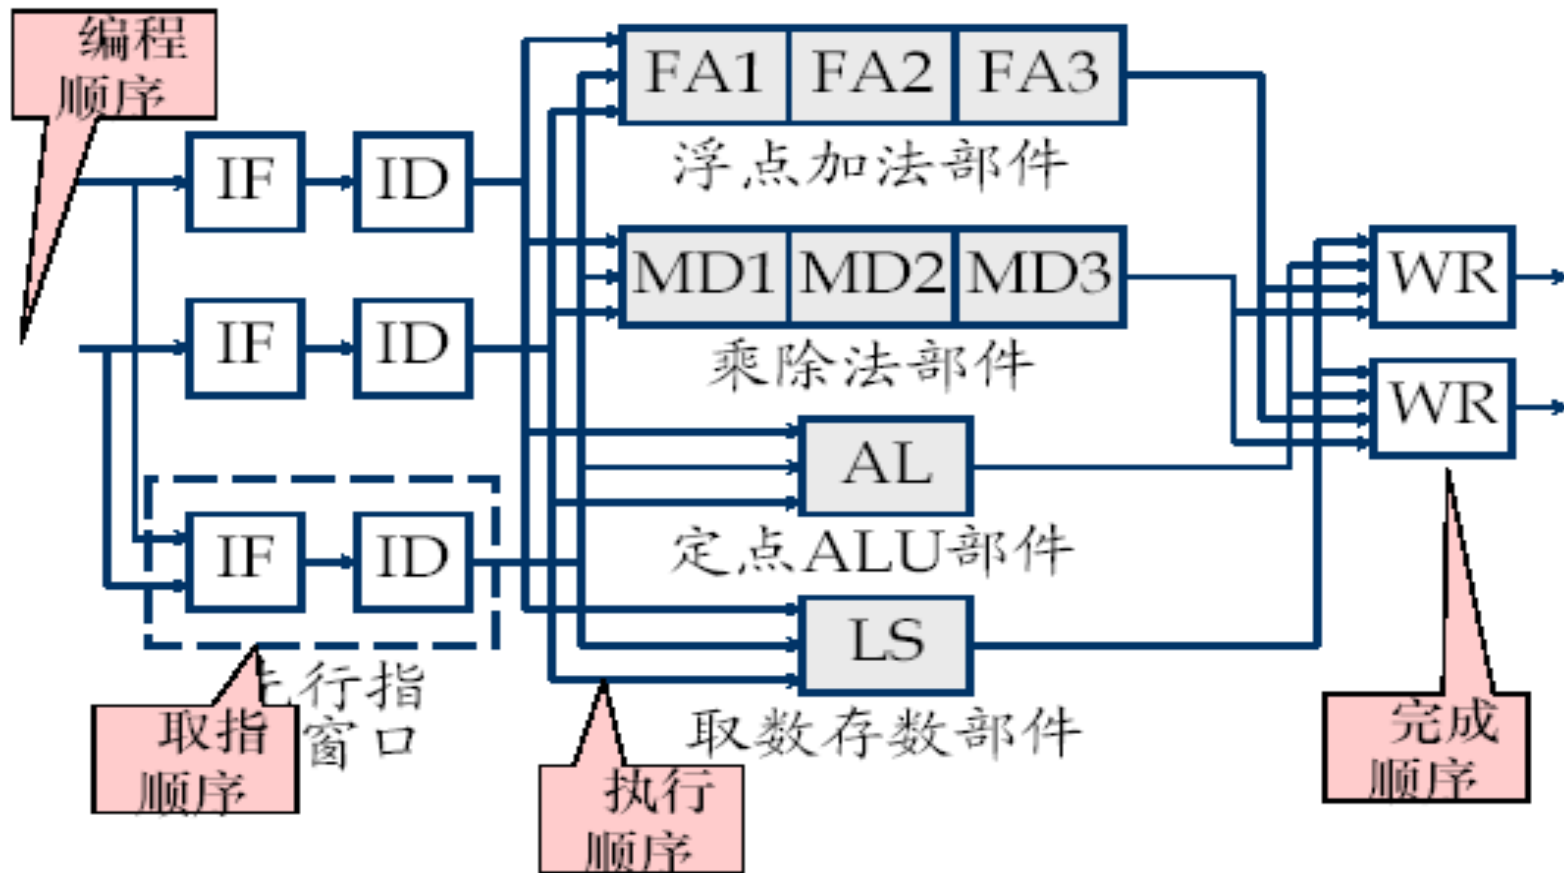 编程
顺序
FA1 FA2 FA3
浮点加法部件
IF ID
MD1 MD2 MD3
乘除法部件
WR
IF ID
WR
AL
定点ALU部件
IF ID
LS
取数存数部件
行指
窗口
取指
顺序
执行
顺序
完成
顺序